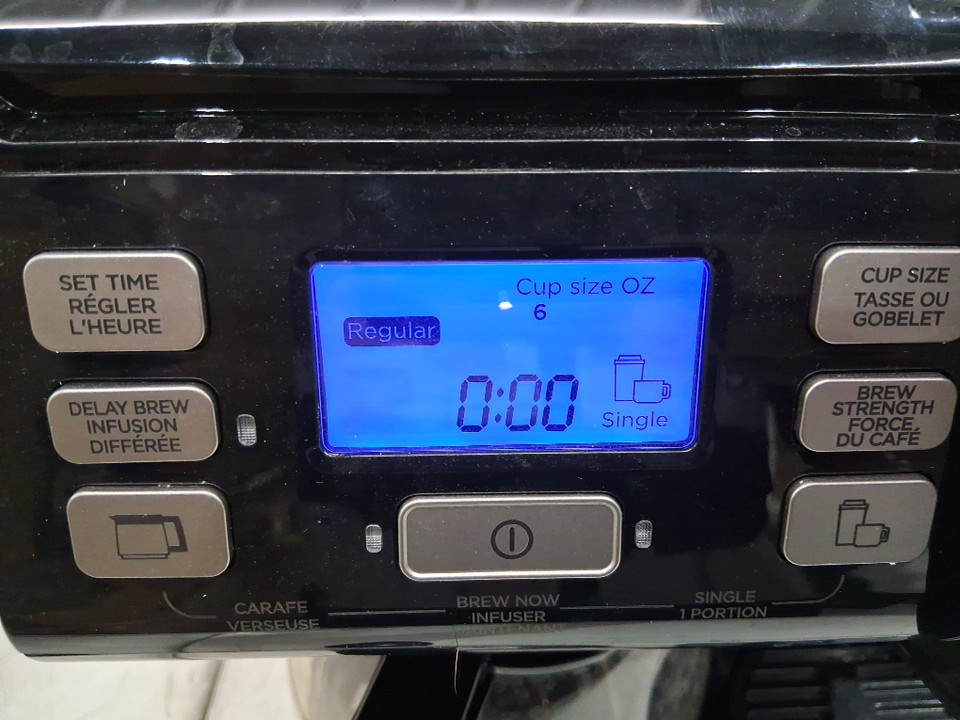 SET TIME
RÉGLER
L'HEURE
DELAY BREW
INFUSION
DIFFÉRÉE
Cup size OZ
6
Regular
0:00
Single
CUP SIZE
TASSE OU
GOBELET
BREW
STRENGTH
FORCE
DU CAFÉ
CARAFE
VERSEUSE
BREW NOW
INFUSER
MAINTENANT
SINGLE
1 PORTION